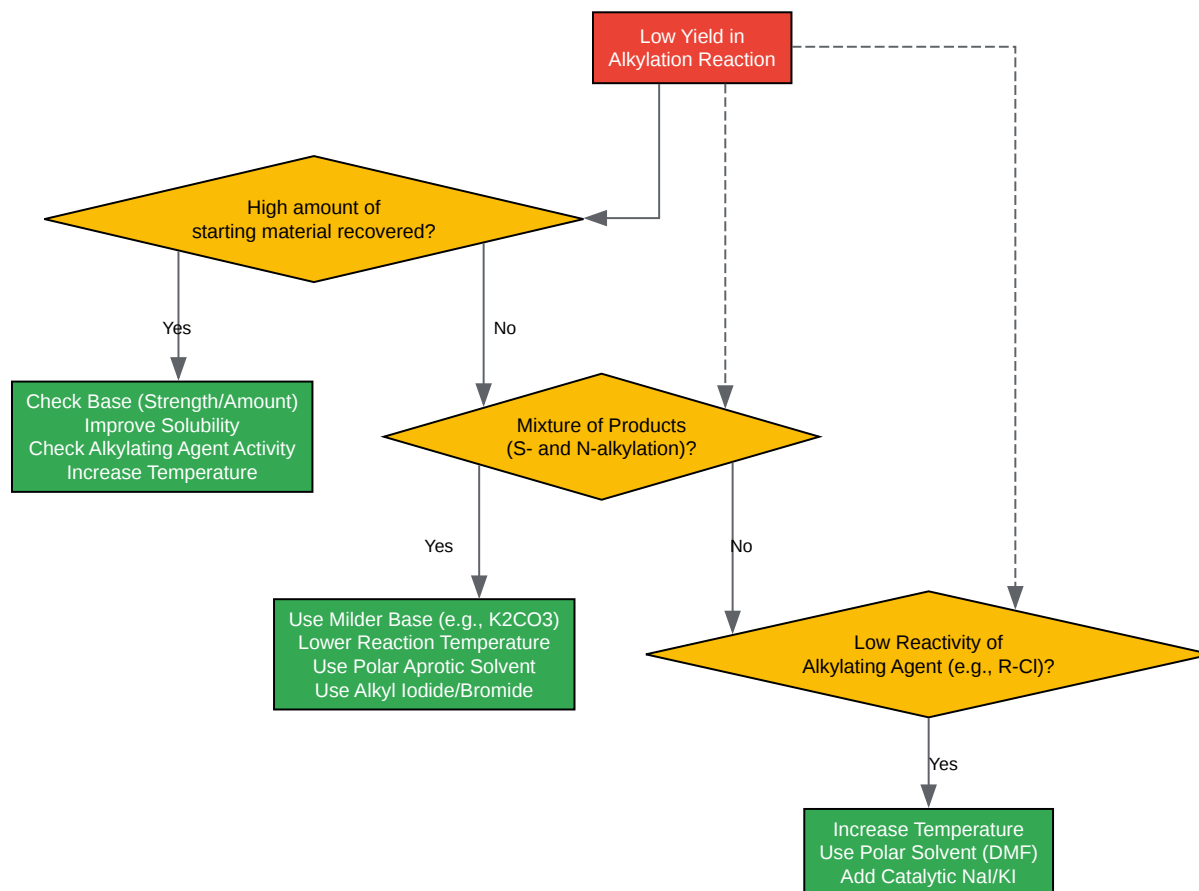 Low Yield in
Alkylation Reaction
High amount of
starting material recovered?
Yes
No
Check Base (Strength/Amount)
Improve Solubility
Check Alkylating Agent Activity
Increase Temperature
Mixture of Products
(S- and N-alkylation)?
Yes
No
Use Milder Base (e.g., K2CO3)
Lower Reaction Temperature
Use Polar Aprotic Solvent
Use Alkyl Iodide/Bromide
Low Reactivity of
Alkylating Agent (e.g., R-Cl)?
Yes
Increase Temperature
Use Polar Solvent (DMF)
Add Catalytic NaI/KI